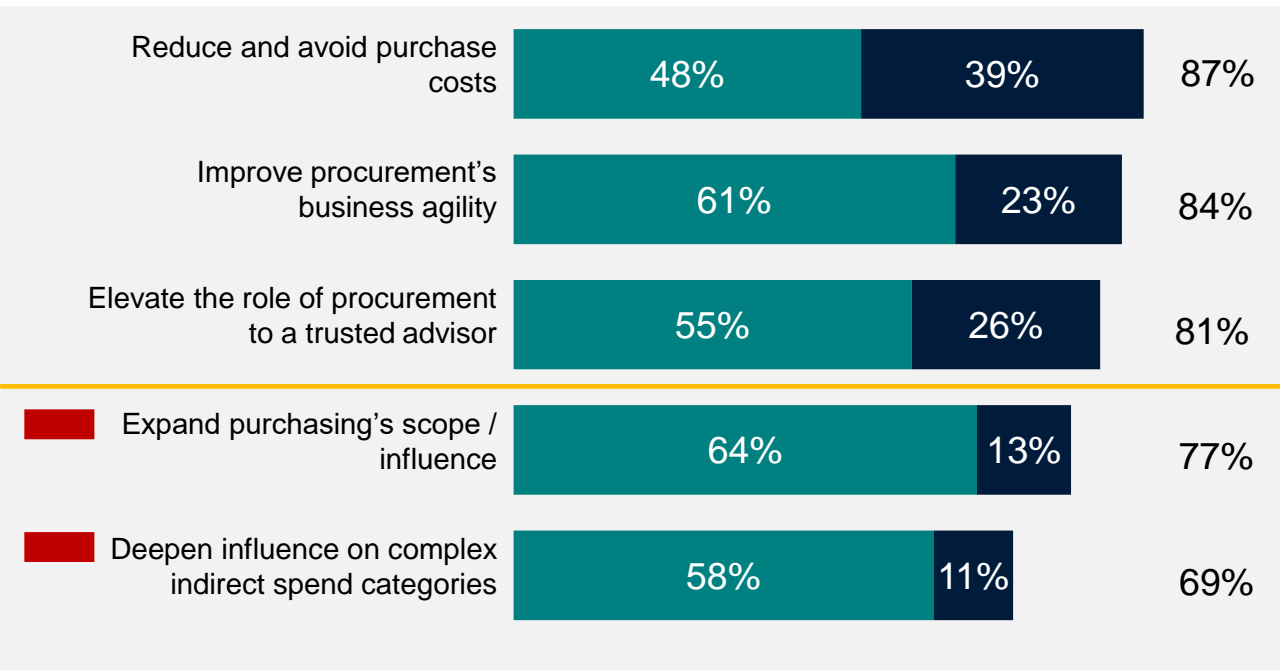 Reduce and avoid purchase
costs
48%
39%
87%
Improve procurement’s
business agility
61%
23%
84%
Elevate the role of procurement
to a trusted advisor
55%
26%
81%
Expand purchasing’s scope /
influence
64%
13%
77%
Deepen influence on complex
indirect spend categories
58%
11%
69%